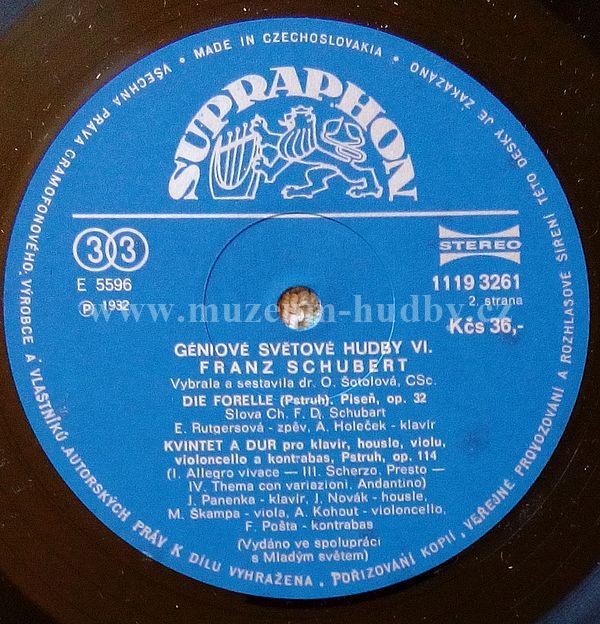 VŠECHNA PRÁVA GRAMOFONOVÉHO VÝROBCE A VLASTNÍKŮ AUTORSKÝCH PRÁV K DÍLU VYHRAŽENA. POŘIZOVÁNÍ KOPIÍ, VEŘEJNÉ PROVOZOVÁNÍ A ROZHLASOVÉ ŠÍŘENÍ TÉTO DESKY JE ZAKÁZÁNO
• MADE IN CZECHOSLOVAKIA •
SUPRAPHON
33
STEREO
E 5596
1119 3261
Ⓟ 1932
2. strana
www.muzeum-hudby.cz
Kčs 36,-
GÉNIOVÉ SVĚTOVÉ HUDBY VI.
FRANZ SCHUBERT
Vybrala a sestavila dr. O. Šotolová, CSc.
DIE FORELLE (Pstruh). Píseň, op. 32
Slova Ch. F. D. Schubart
E. Rutgersová - zpěv, A. Holeček - klavír
KVINTET A DUR pro klavír, housle, violu,
violoncello a kontrabas, Pstruh, op. 114
(I. Allegro vivace — III. Scherzo, Presto —
IV. Thema con variazioni. Andantino)
J. Panenka - klavír, J. Novák - housle,
M. Škampa - viola, A. Kohout - violoncello,
F. Pošta - kontrabas
(Vydáno ve spolupráci
s Mladým světem)